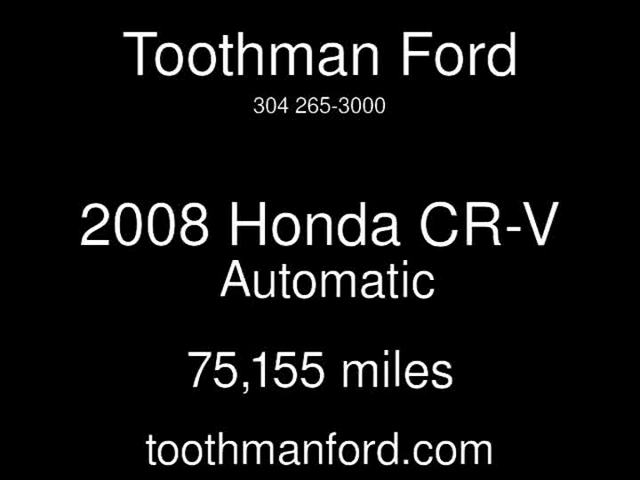 Toothman Ford
304 265-3000
2008 Honda CR-V
Automatic
75,155 miles
toothmanford.com